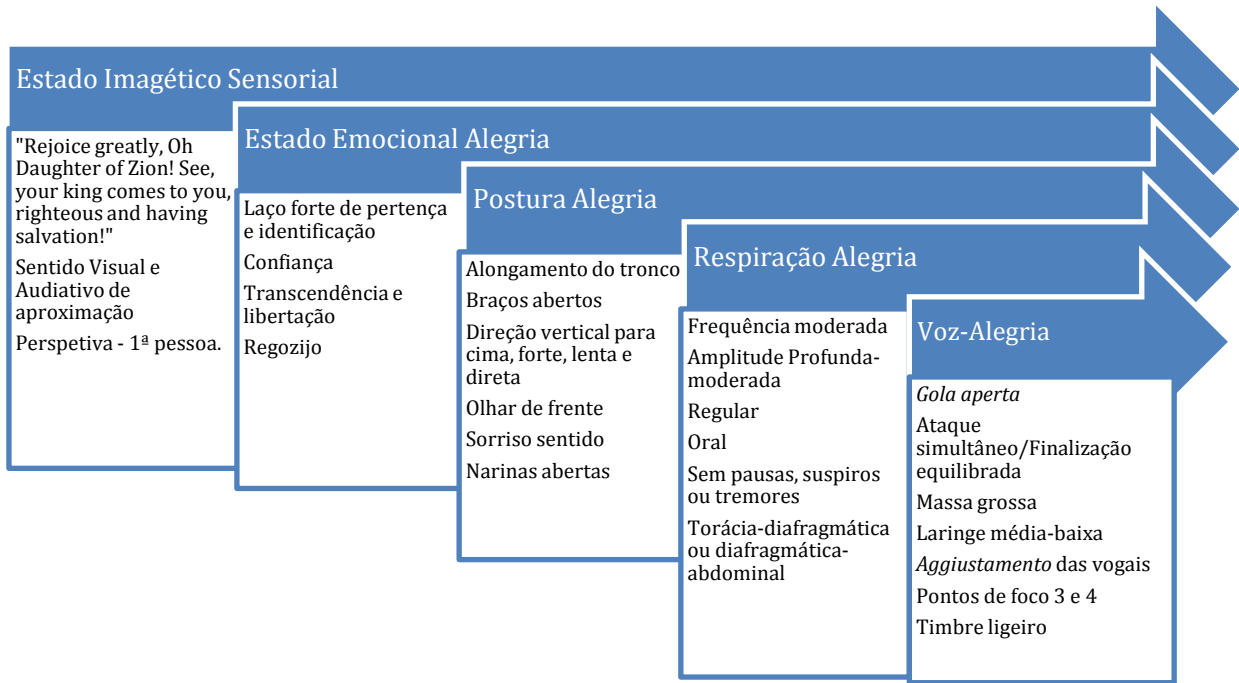 Estado Imagético Sensorial
"Rejoice greatly, Oh
Daughter of Zion! See,
your king comes to you,
righteous and having
salvation!"
Sentido Visual e
Audiativo de
aproximação
Perspetiva - 1ª pessoa.
Estado Emocional Alegria
Laço forte de pertença
e identificação
Confiança
Transcendência e
libertação
Regozijo
Postura Alegria
Alongamento do tronco
Braços abertos
Direção vertical para
cima, forte, lenta e
direta
Olhar de frente
Sorriso sentido
Narinas abertas
Respiração Alegria
Frequência moderada
Amplitude Profunda-
moderada
Regular
Oral
Sem pausas, suspiros
ou tremores
Torácia-diafragmática
ou diafragmática-
abdominal
Voz-Alegria
Gola aperta
Ataque
simultâneo/Finalização
equilibrada
Massa grossa
Laringe média-baixa
Aggiustamento das vogais
Pontos de foco 3 e 4
Timbre ligeiro